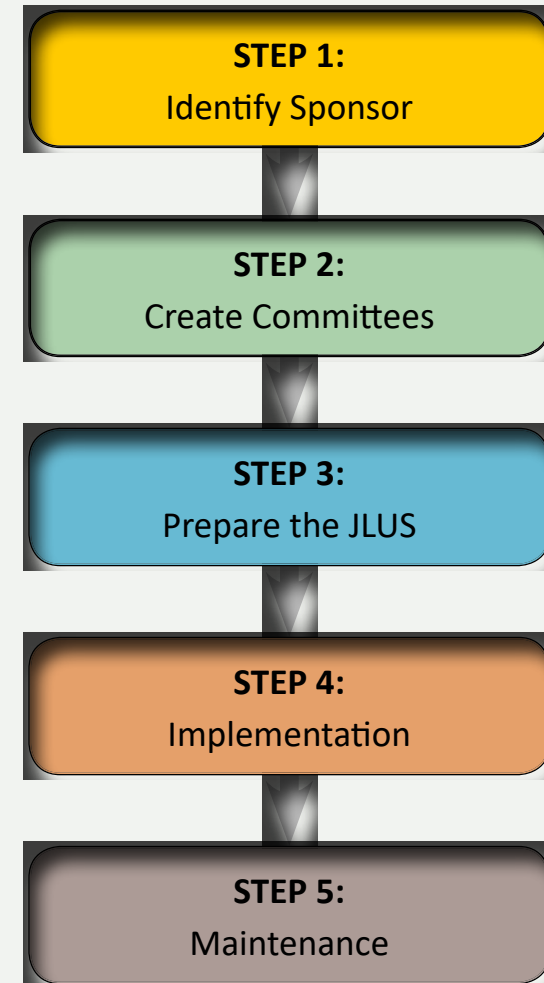 STEP 1:
Identify Sponsor
STEP 2:
Create Committees
STEP 3:
Prepare the JLUS
STEP 4:
Implementation
STEP 5:
Maintenance